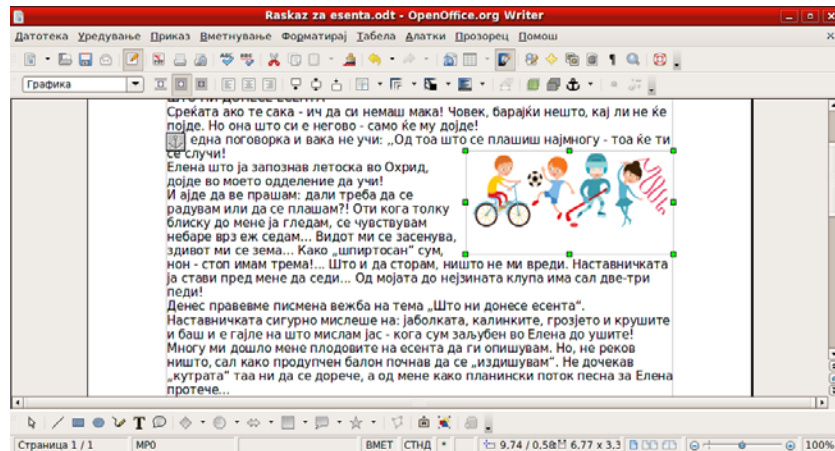 Raskaz za esenta.odt - OpenOffice.org Writer
Датотека Уредување Приказ Вметнување Форматирај Табела Алатки Прозорец Помош
Графика
ШТО НИ ДОНЕСЕ ЕСЕНТА
Среќата ако те сака - ич да си немаш мака! Човек, барајќи нешто, кај ли не ќе
појде. Но она што си е негово - само ќе му дојде!
една поговорка и вака не учи: „Од тоа што се плашиш најмногу - тоа ќе ти
се случи!
Елена што ја запознав летоска во Охрид,
дојде во моето одделение да учи!
И ајде да ве прашам: дали треба да се
радувам или да се плашам?! Оти кога толку
блиску до мене ја гледам, се чувствувам
небаре врз еж седам... Видот ми се засенува,
здивот ми се зема... Како „шпиртосан“ сум,
нон - стоп имам трема!... Што и да сторам, ништо не ми вреди. Наставничката
ја стави пред мене да седи... Од мојата до нејзината клупа има сал две-три
педи!
Денес правевме писмена вежба на тема „Што ни донесе есента“.
Наставничката сигурно мислеше на: јаболката, калинките, грозјето и крушите
и баш и е гајле на што мислам јас - кога сум заљубен во Елена до ушите!
Многу ми дошло мене плодовите на есента да ги опишувам. Но, не реков
ништо, сал како продупчен балон почнав да се „издишувам“. Не дочекав
„кутрата“ таа ни да се дорече, а од мене како планински поток песна за Елена
протече...
Страница 1 / 1 МР0 ВМЕТ СТНД * 9,74 / 0,58 6,77 x 3,3 100%